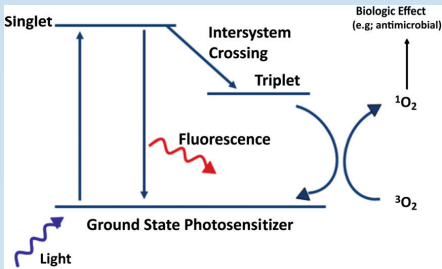 Singlet
Biologic Effect
(e.g; antimicrobial)
Intersystem
Crossing
Triplet
¹O₂
Fluorescence
³O₂
Ground State Photosensitizer
Light